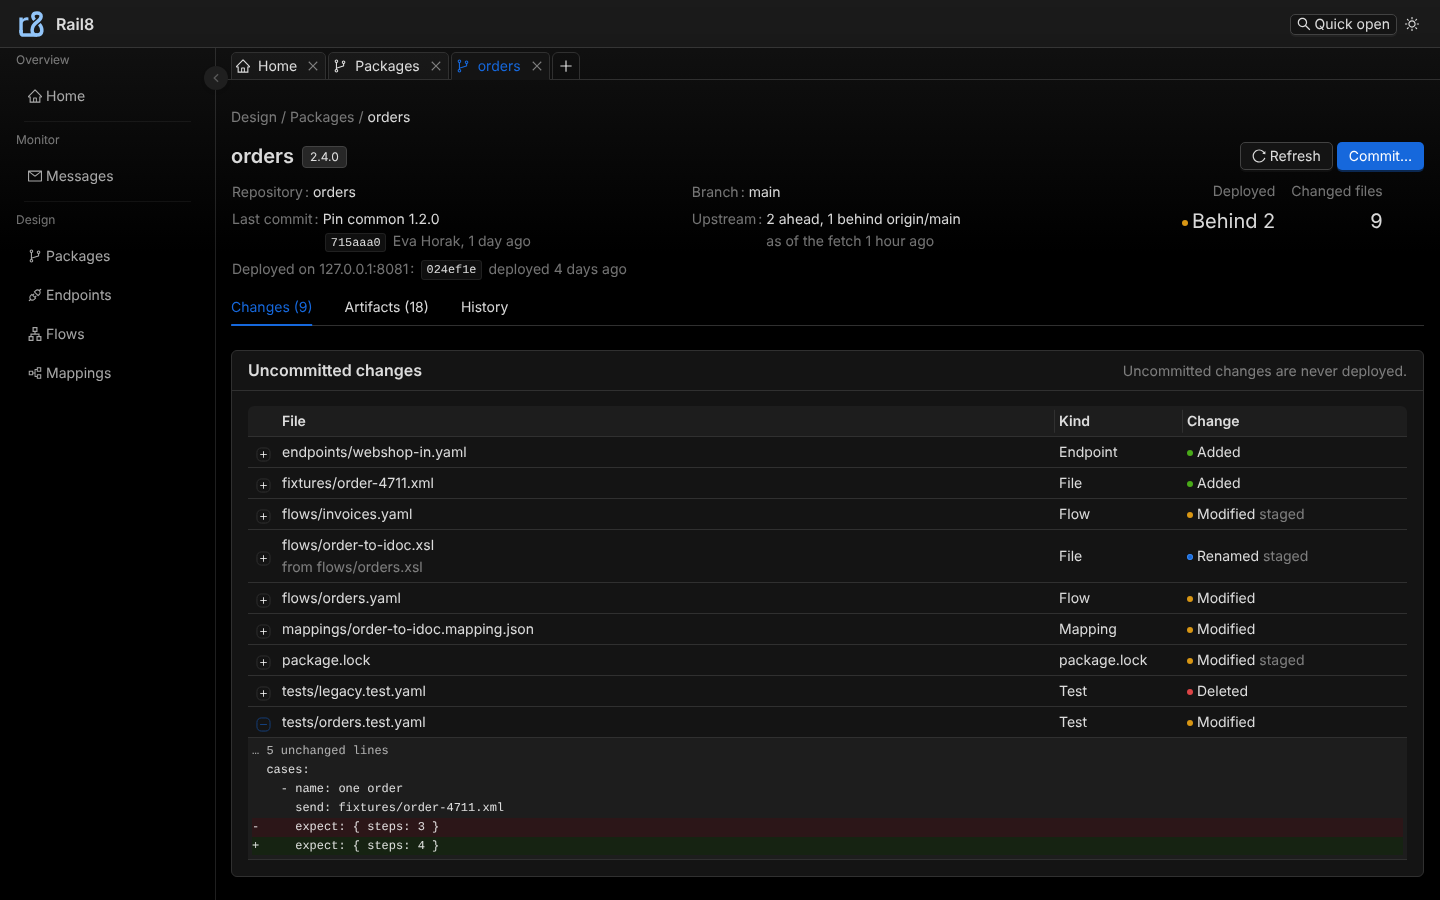 r8 Rail8
Quick open
Overview
Home
Monitor
Messages
Design
Packages
Endpoints
Flows
Mappings
Home
Packages
orders
Design / Packages / orders
orders 2.4.0
Refresh
Commit...
Repository: orders
Branch: main
Deployed
Changed files
Last commit: Pin common 1.2.0
Upstream: 2 ahead, 1 behind origin/main
Behind 2
9
715aaa0 Eva Horak, 1 day ago
as of the fetch 1 hour ago
Deployed on 127.0.0.1:8081: 024ef1e deployed 4 days ago
Changes (9)
Artifacts (18)
History
Uncommitted changes
Uncommitted changes are never deployed.
File Kind Change
endpoints/webshop-in.yaml Endpoint Added
fixtures/order-4711.xml File Added
flows/invoices.yaml Flow Modified staged
flows/order-to-idoc.xsl
from flows/orders.xsl
File Renamed staged
flows/orders.yaml Flow Modified
mappings/order-to-idoc.mapping.json Mapping Modified
package.lock package.lock Modified staged
tests/legacy.test.yaml Test Deleted
tests/orders.test.yaml Test Modified
… 5 unchanged lines
cases:
- name: one order
send: fixtures/order-4711.xml
- expect: { steps: 3 }
+ expect: { steps: 4 }